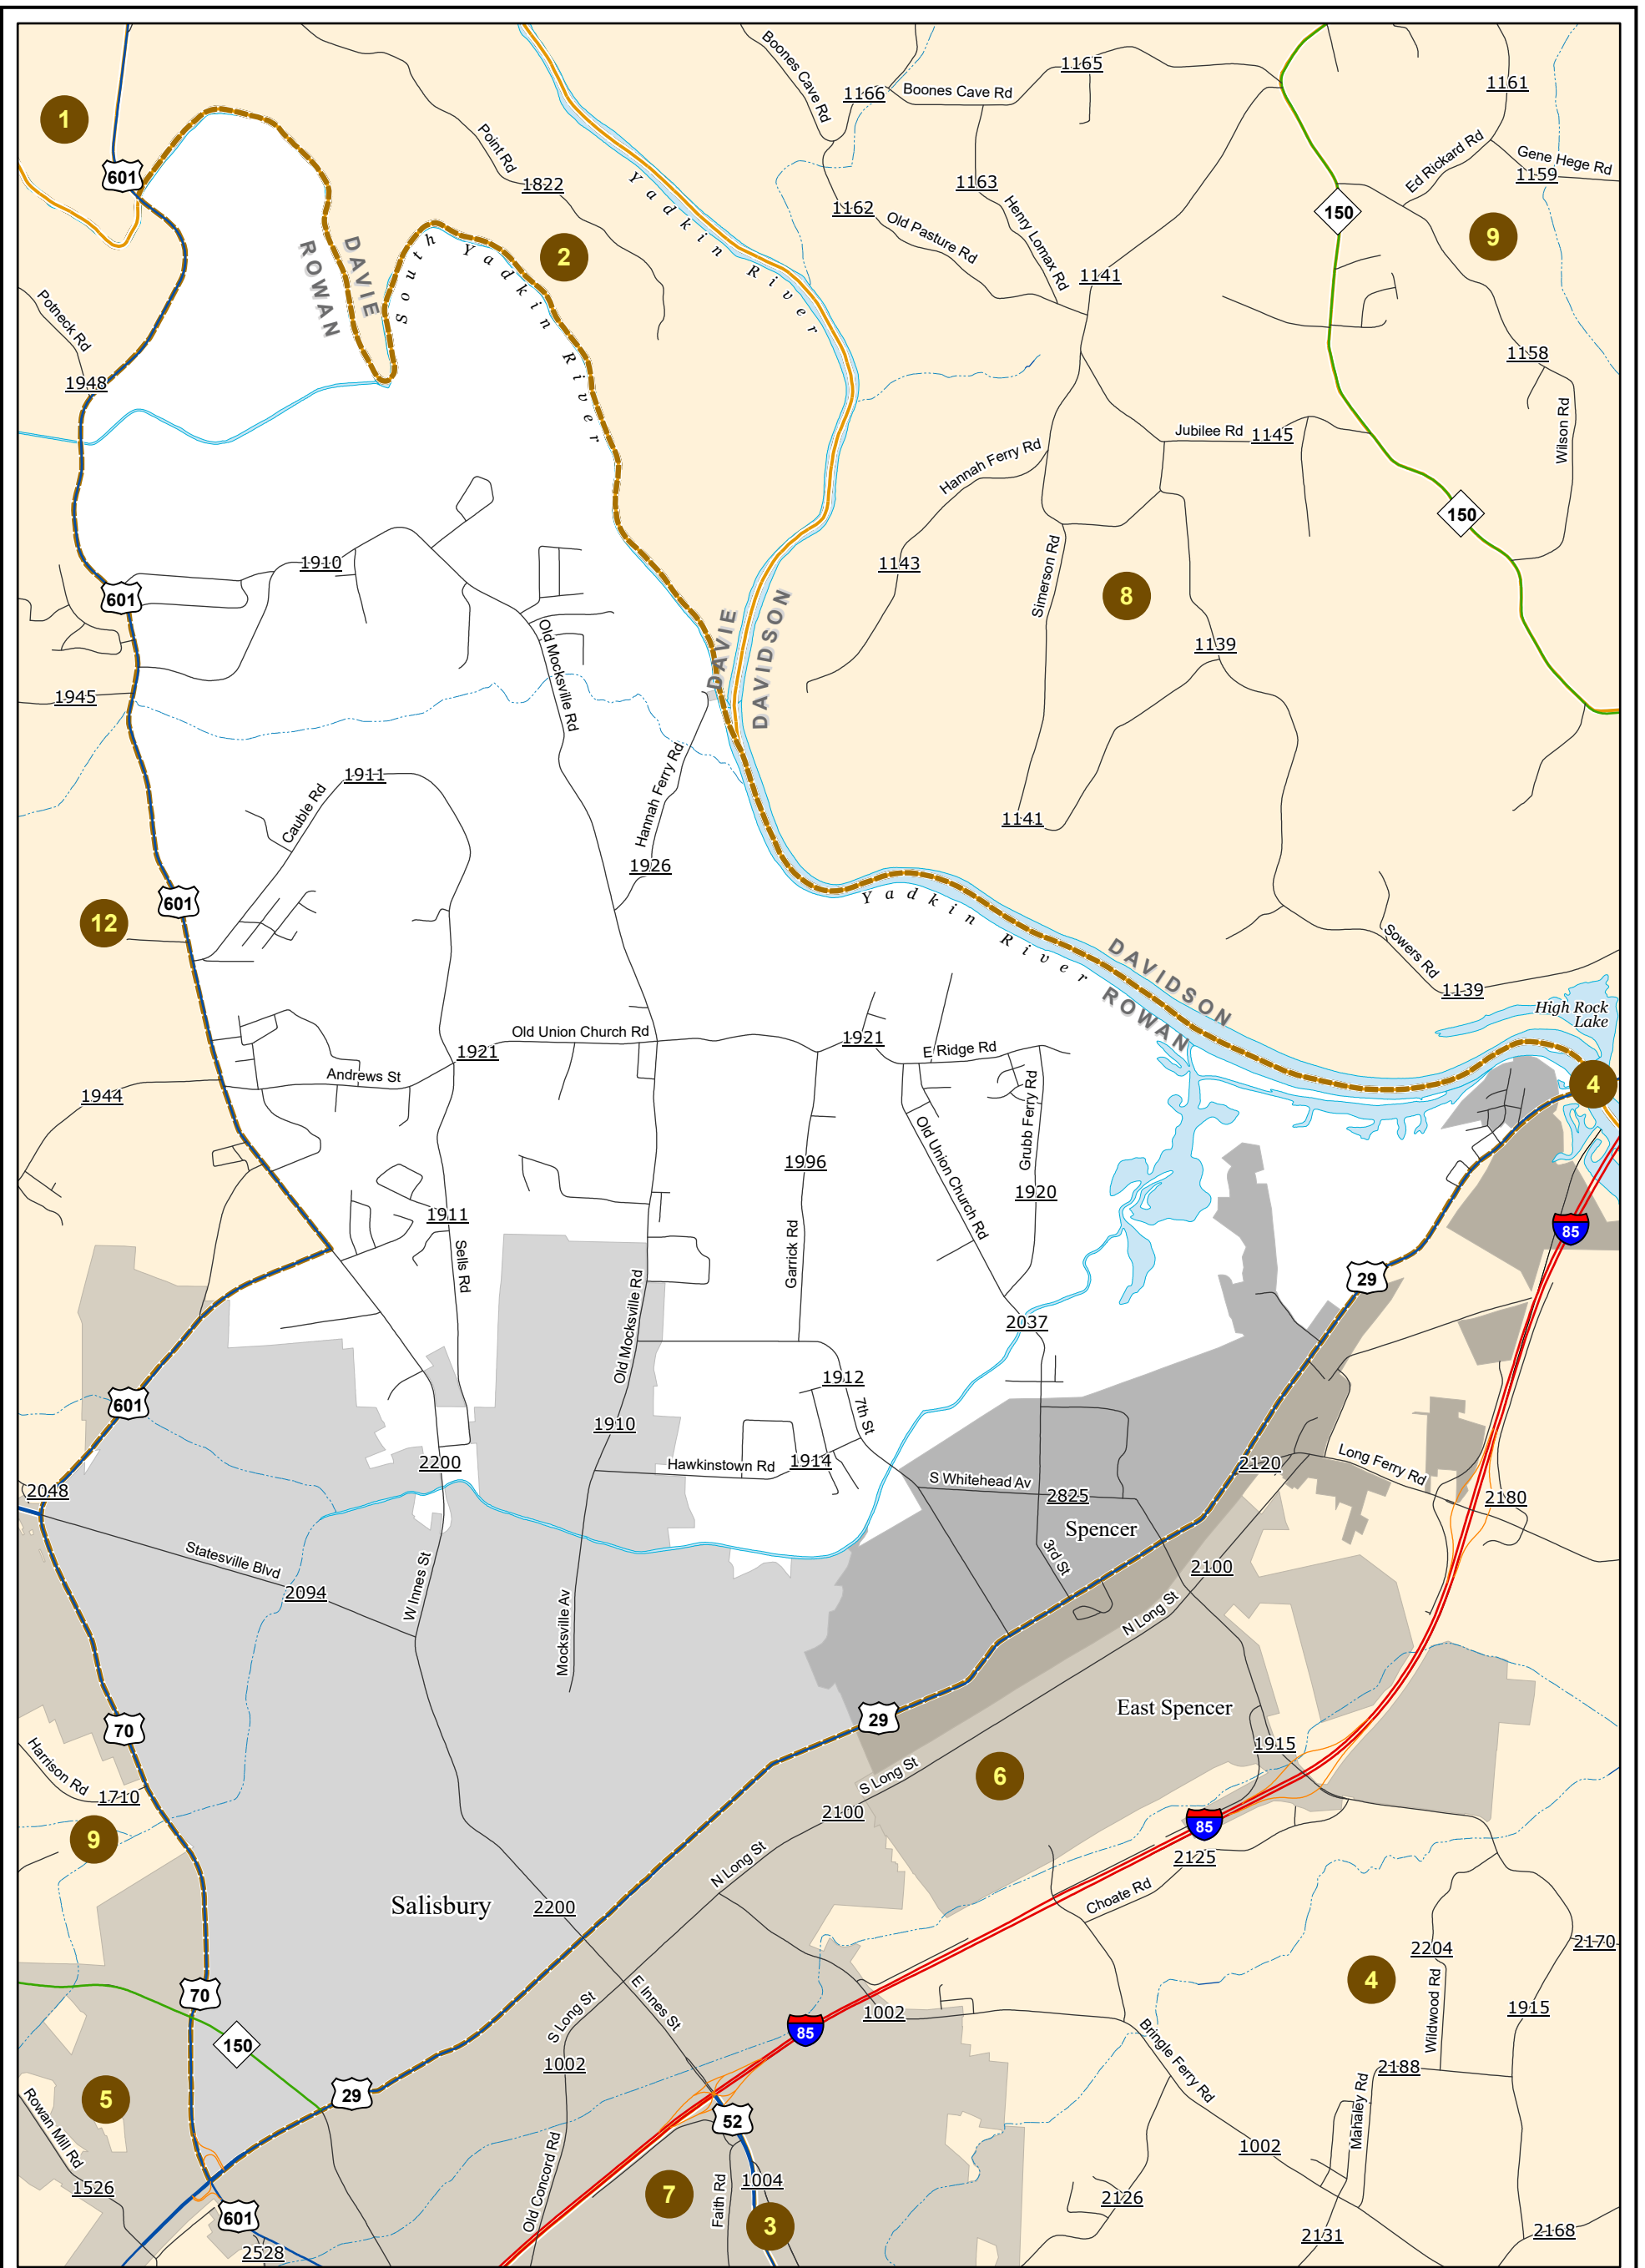 Boones Cave Rd
1165
1166
Boones Cave Rd
1161
1
601
Point Rd
1822
Ed Rickard Rd
Gene Hege Rd
1159
1163
1162
Henry Lomax Rd
Old Pasture Rd
150
9
Yadkin River
South Yadkin River
2
DAVIE
ROWAN
1141
Potneck Rd
1948
1158
Wilson Rd
Jubilee Rd
1145
Hannah Ferry Rd
150
1910
601
1143
Simerson Rd
8
DAVIE
DAVIDSON
Old Mocksville Rd
1139
1945
Hannah Ferry Rd
1911
Cauble Rd
1141
1926
601
12
Yadkin River
DAVIDSON
ROWAN
Sowers Rd
1139
High Rock
Lake
Old Union Church Rd
1921
1921
E Ridge Rd
Andrews St
1944
4
Grubb Ferry Rd
Old Union Church Rd
1996
1920
1911
Sells Rd
Garrick Rd
85
29
Old Mocksville Rd
2037
601
1912
7th St
1910
Hawkinstown Rd
1914
2200
2048
S Whitehead Av
2825
2120
Long Ferry Rd
2180
Spencer
Statesville Blvd
2094
W Innes St
3rd St
2100
N Long St
Mocksville Av
70
29
East Spencer
1915
Harrison Rd
1710
S Long St
6
2100
85
9
2125
N Long St
Choate Rd
Salisbury
2200
2204
2170
4
Wildwood Rd
70
E Innes St
S Long St
85
1002
1915
150
1002
Bringle Ferry Rd
2188
29
5
Rowan Mill Rd
52
Mahaley Rd
1526
Old Concord Rd
7
Faith Rd
1004
1002
2126
601
3
2131
2168
2528